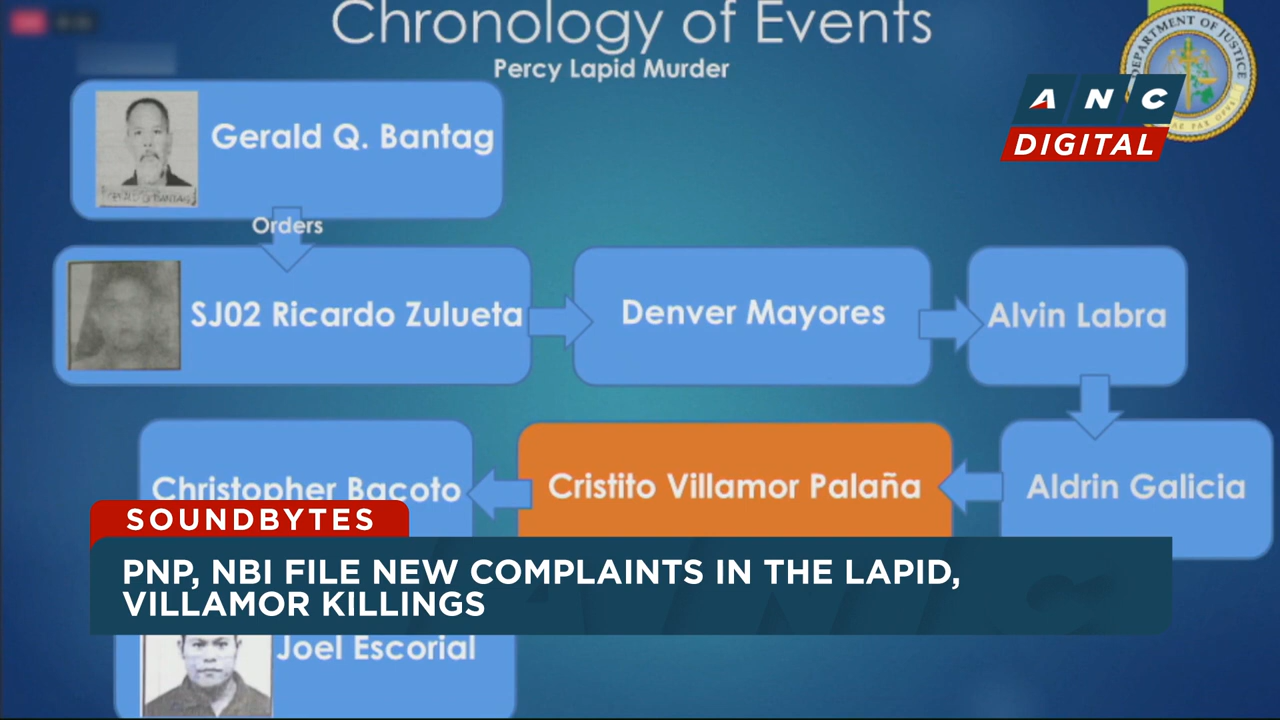 Chronology of Events
Percy Lapid Murder
DEPARTMENT OF JUSTICE
ANC
DIGITAL
Gerald Q. Bantag
Orders
SJ02 Ricardo Zulueta
Denver Mayores
Alvin Labra
Christopher Bacoto
Cristito Villamor Palaña
Aldrin Galicia
SOUNDBYTES
PNP, NBI FILE NEW COMPLAINTS IN THE LAPID,
VILLAMOR KILLINGS
Joel Escorial